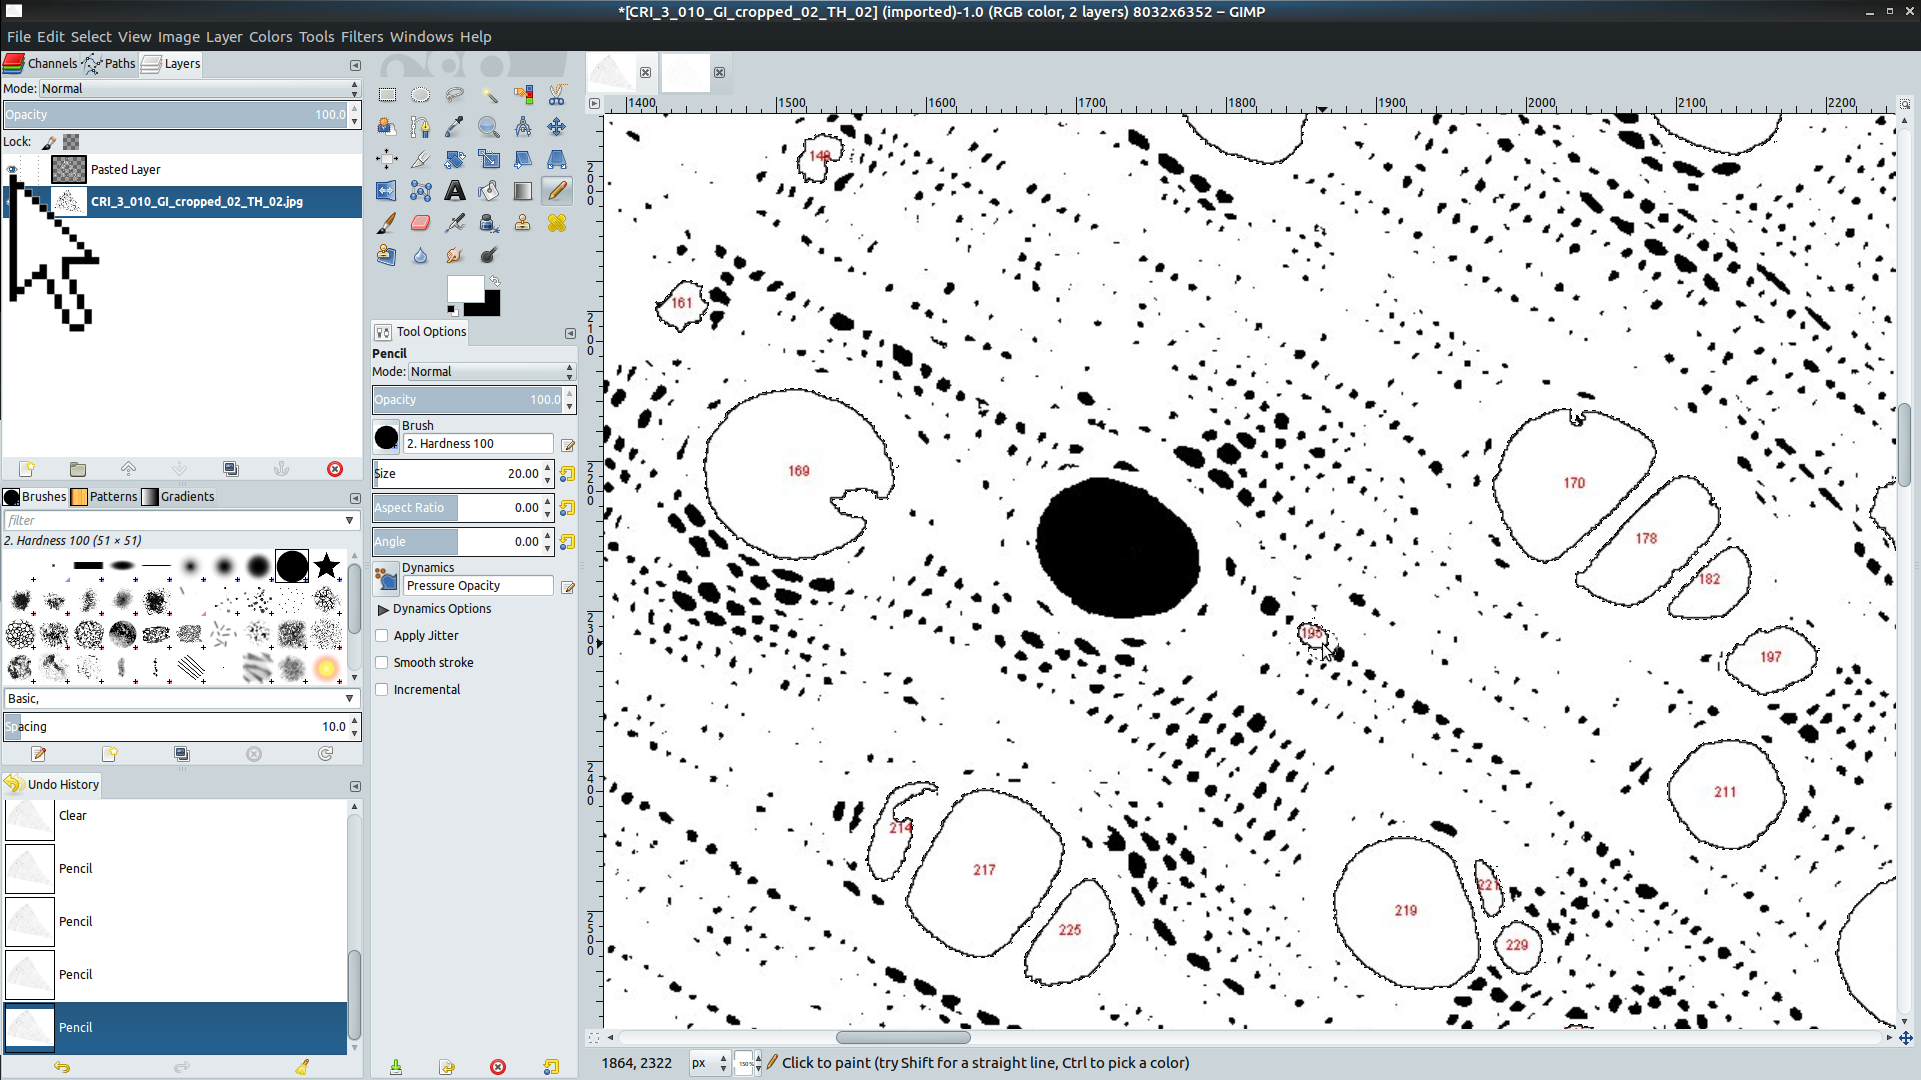 *[CRI_3_010_GI_cropped_02_TH_02] (imported)-1.0 (RGB color, 2 layers) 8032x6352 – GIMP
File Edit Select View Image Layer Colors Tools Filters Windows Help
Channels Paths Layers
Mode: Normal
Opacity 100.0
Lock:
Pasted Layer
CRI_3_010_GI_cropped_02_TH_02.jpg
Brushes Patterns Gradients
filter
2. Hardness 100 (51 × 51)
Basic,
Spacing 10.0
Undo History
Clear
Pencil
Pencil
Pencil
Pencil
Tool Options
Pencil
Mode: Normal
Opacity 100.0
Brush
2. Hardness 100
Size 20.00
Aspect Ratio 0.00
Angle 0.00
Dynamics
Pressure Opacity
Dynamics Options
Apply Jitter
Smooth stroke
Incremental
1400 1500 1600 1700 1800 1900 2000 2100 2200
2000
2100
2200
2300
2400
2500
148
161
169
170
178
182
195
197
211
214
217
219
221
225
229
1864, 2322 px 150% Click to paint (try Shift for a straight line, Ctrl to pick a color)